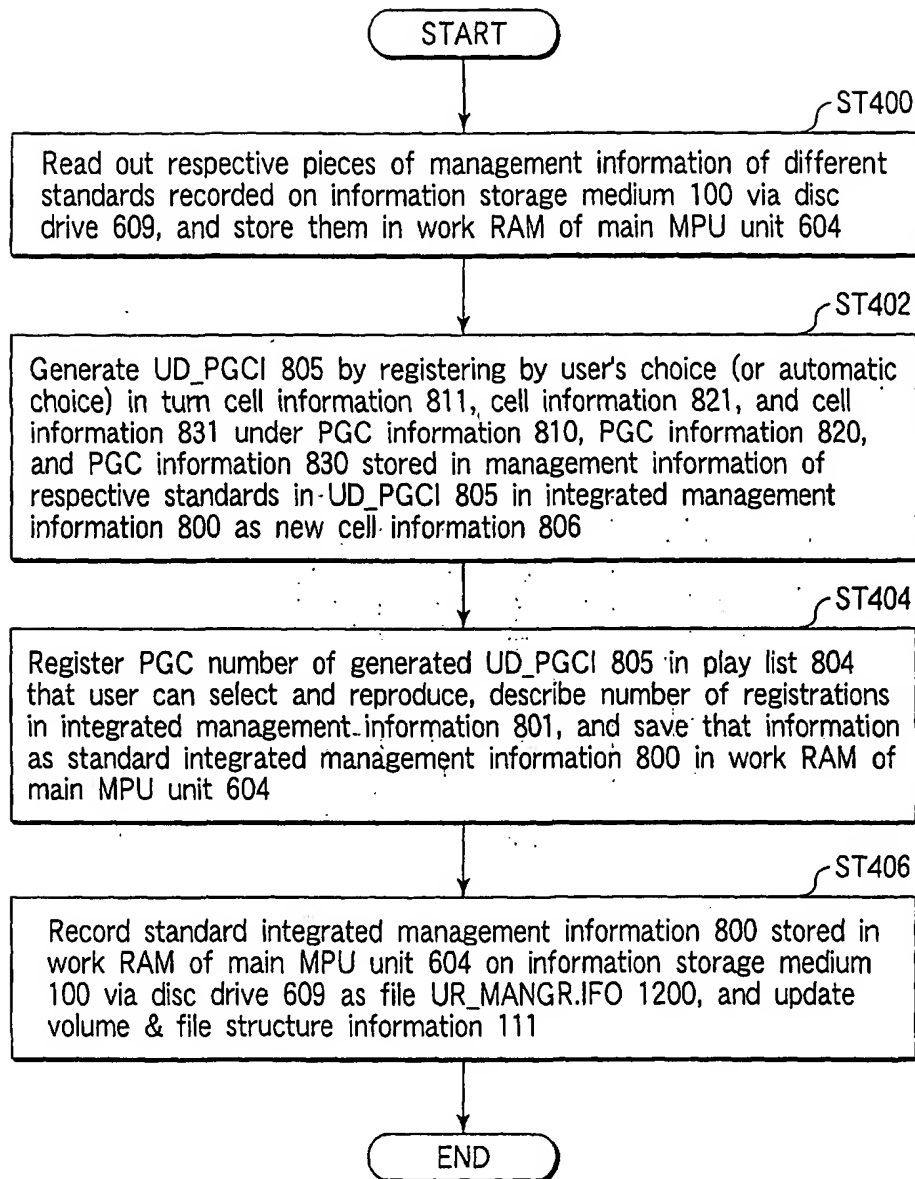 START
ST400
Read out respective pieces of management information of different
standards recorded on information storage medium 100 via disc
drive 609, and store them in work RAM of main MPU unit 604
ST402
Generate UD_PGCI 805 by registering by user's choice (or automatic
choice) in turn cell information 811, cell information 821, and cell
information 831 under PGC information 810, PGC information 820,
and PGC information 830 stored in management information of
respective standards in UD_PGCI 805 in integrated management
information 800 as new cell information 806
ST404
Register PGC number of generated UD_PGCI 805 in play list 804
that user can select and reproduce, describe number of registrations
in integrated management information 801, and save that information
as standard integrated management information 800 in work RAM of
main MPU unit 604
ST406
Record standard integrated management information 800 stored in
work RAM of main MPU unit 604 on information storage medium
100 via disc drive 609 as file UR_MANGR.IFO 1200, and update
volume & file structure information 111
END